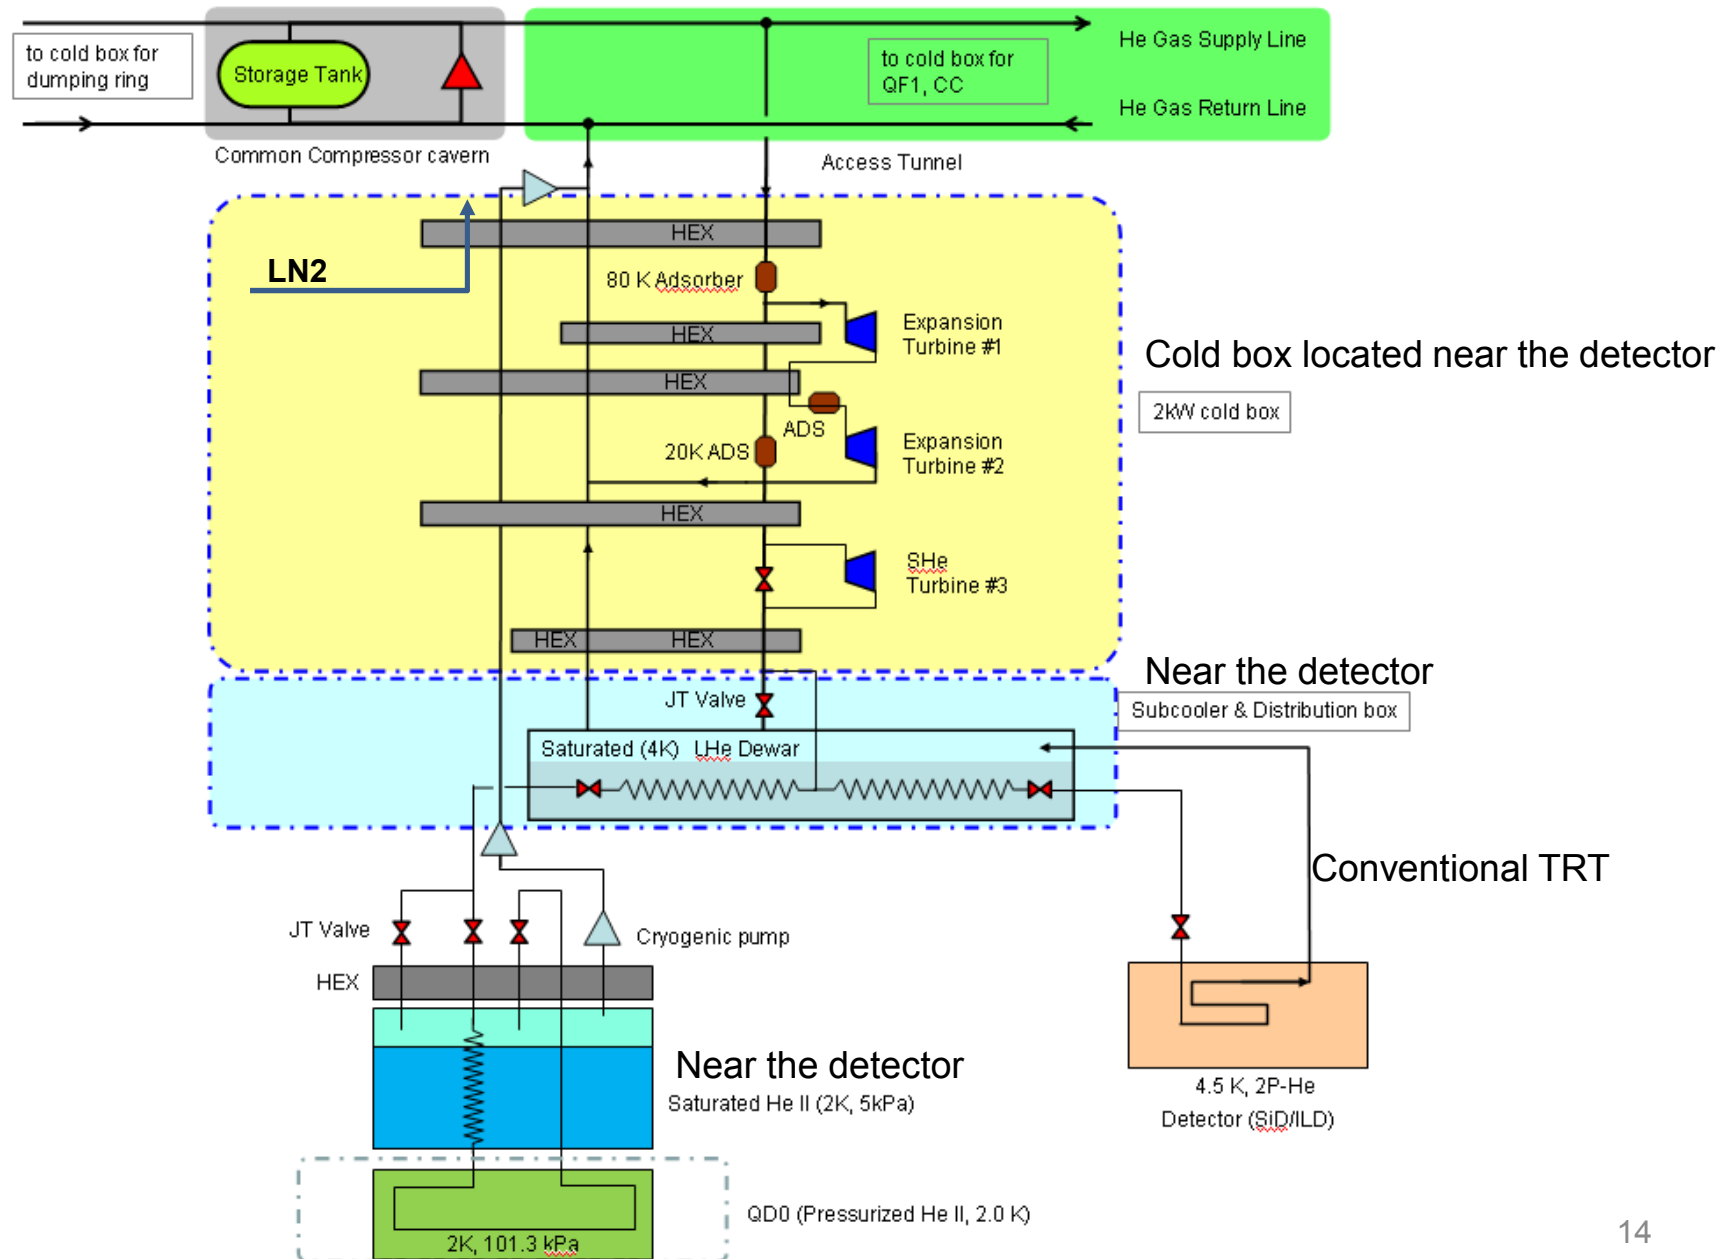 to cold box for
dumping ring
Storage Tank
to cold box for
QF1, CC
He Gas Supply Line
He Gas Return Line
Common Compressor cavern
Access Tunnel
HEX
LN2
80 K Adsorber
Expansion
Turbine #1
HEX
HEX
Cold box located near the detector
2kW cold box
ADS
20K ADS
Expansion
Turbine #2
HEX
SHe
Turbine #3
HEX HEX
Near the detector
JT Valve
Subcooler & Distribution box
Saturated (4K) LHe Dewar
Conventional TRT
JT Valve
Cryogenic pump
HEX
Near the detector
Saturated He II (2K, 5kPa)
4.5 K, 2P-He
Detector (SiD/ILD)
QD0 (Pressurized He II, 2.0 K)
2K, 101.3 kPa
14